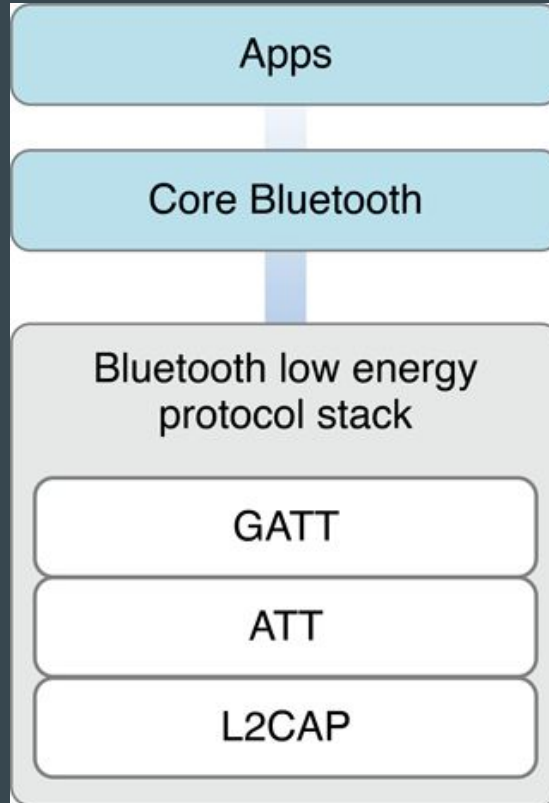 Apps
Core Bluetooth
Bluetooth low energy
protocol stack
GATT
ATT
L2CAP